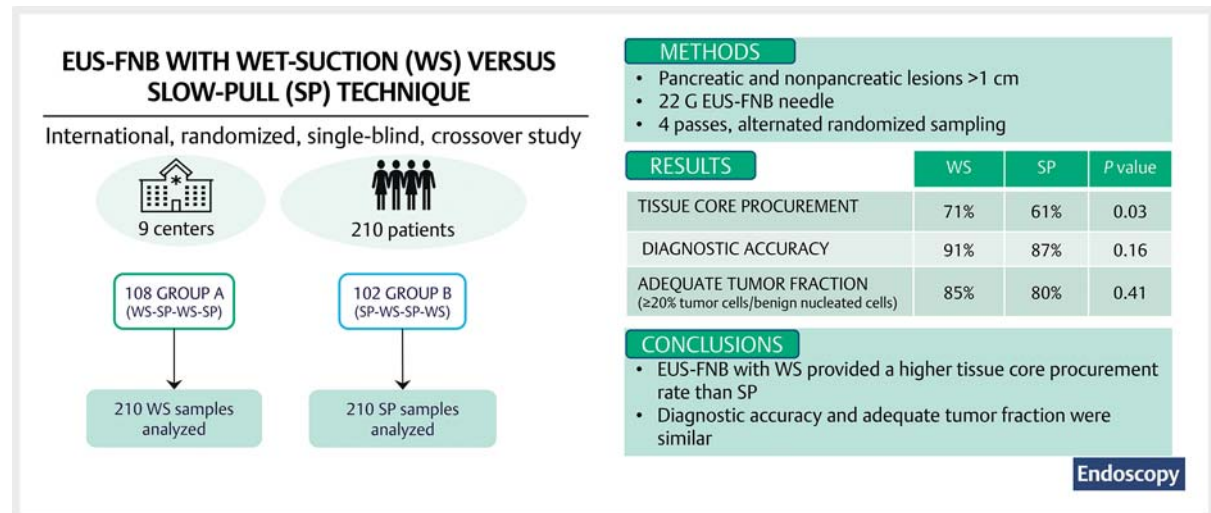 EUS-FNB WITH WET-SUCTION (WS) VERSUS
SLOW-PULL (SP) TECHNIQUE
International, randomized, single-blind, crossover study
9 centers
210 patients
108 GROUP A
(WS-SP-WS-SP)
102 GROUP B
(SP-WS-SP-WS)
210 WS samples
analyzed
210 SP samples
analyzed
METHODS
• Pancreatic and nonpancreatic lesions >1 cm
• 22 G EUS-FNB needle
• 4 passes, alternated randomized sampling
RESULTS WS SP P value
TISSUE CORE PROCUREMENT 71% 61% 0.03
DIAGNOSTIC ACCURACY 91% 87% 0.16
ADEQUATE TUMOR FRACTION
(≥20% tumor cells/benign nucleated cells) 85% 80% 0.41
CONCLUSIONS
• EUS-FNB with WS provided a higher tissue core procurement
rate than SP
• Diagnostic accuracy and adequate tumor fraction were
similar
Endoscopy